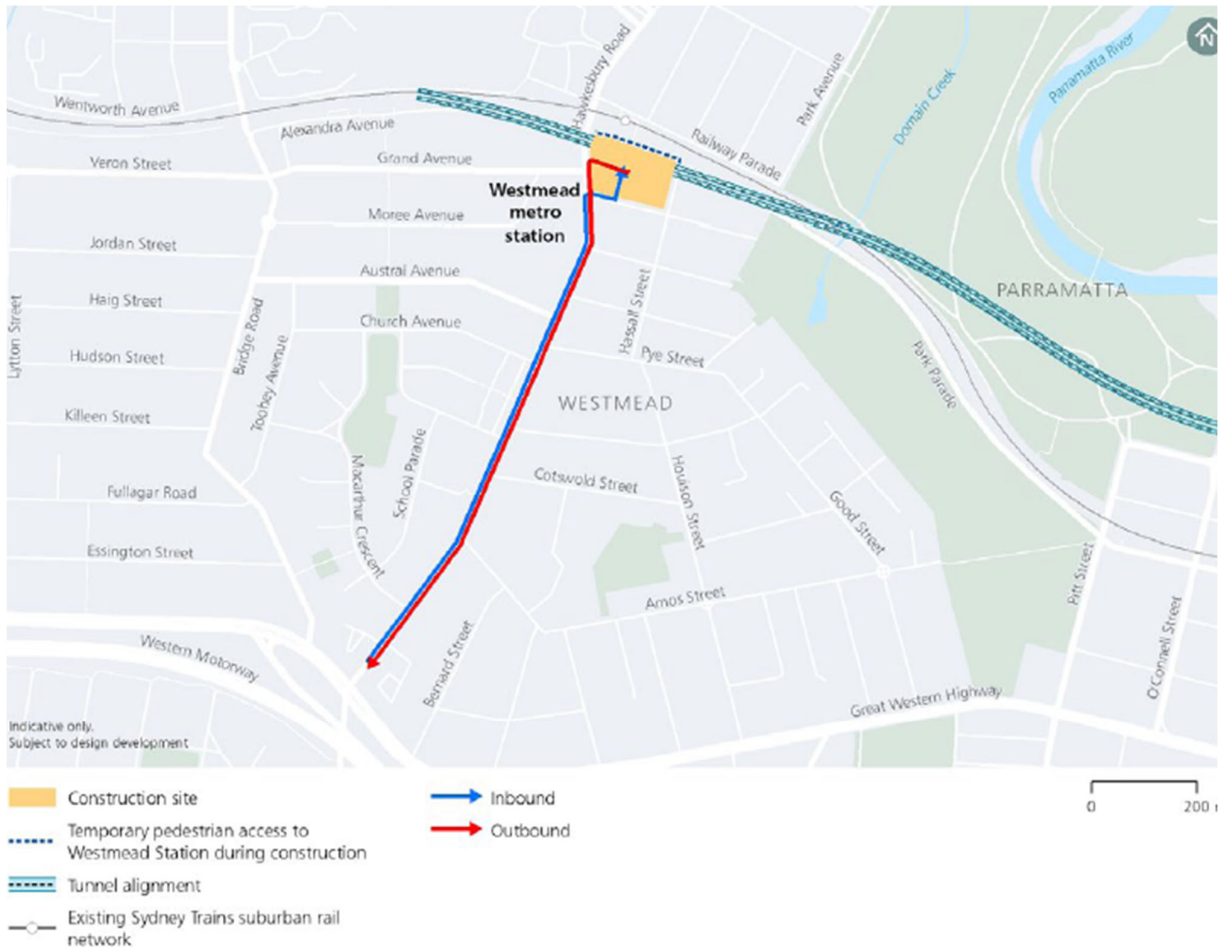 Hawkesbury Road
N
Parramatta River
Wentworth Avenue
Park Avenue
Domain Creek
Alexandra Avenue
Railway Parade
Veron Street
Grand Avenue
Westmead
metro
station
Moree Avenue
Jordan Street
Austral Avenue
PARRAMATTA
Hassall Street
Haig Street
Lytton Street
Bridge Road
Church Avenue
Toohey Avenue
Hudson Street
Pye Street
Park Parade
WESTMEAD
Killeen Street
School Parade
Macarthur Crescent
Cotswold Street
Houison Street
Good Street
Fullagar Road
Essington Street
Amos Street
Pitt Street
O'Connell Street
Bernard Street
Western Motorway
Great Western Highway
Indicative only.
Subject to design development
Construction site
Temporary pedestrian access to
Westmead Station during construction
Tunnel alignment
Existing Sydney Trains suburban rail
network
Inbound
Outbound
0 200